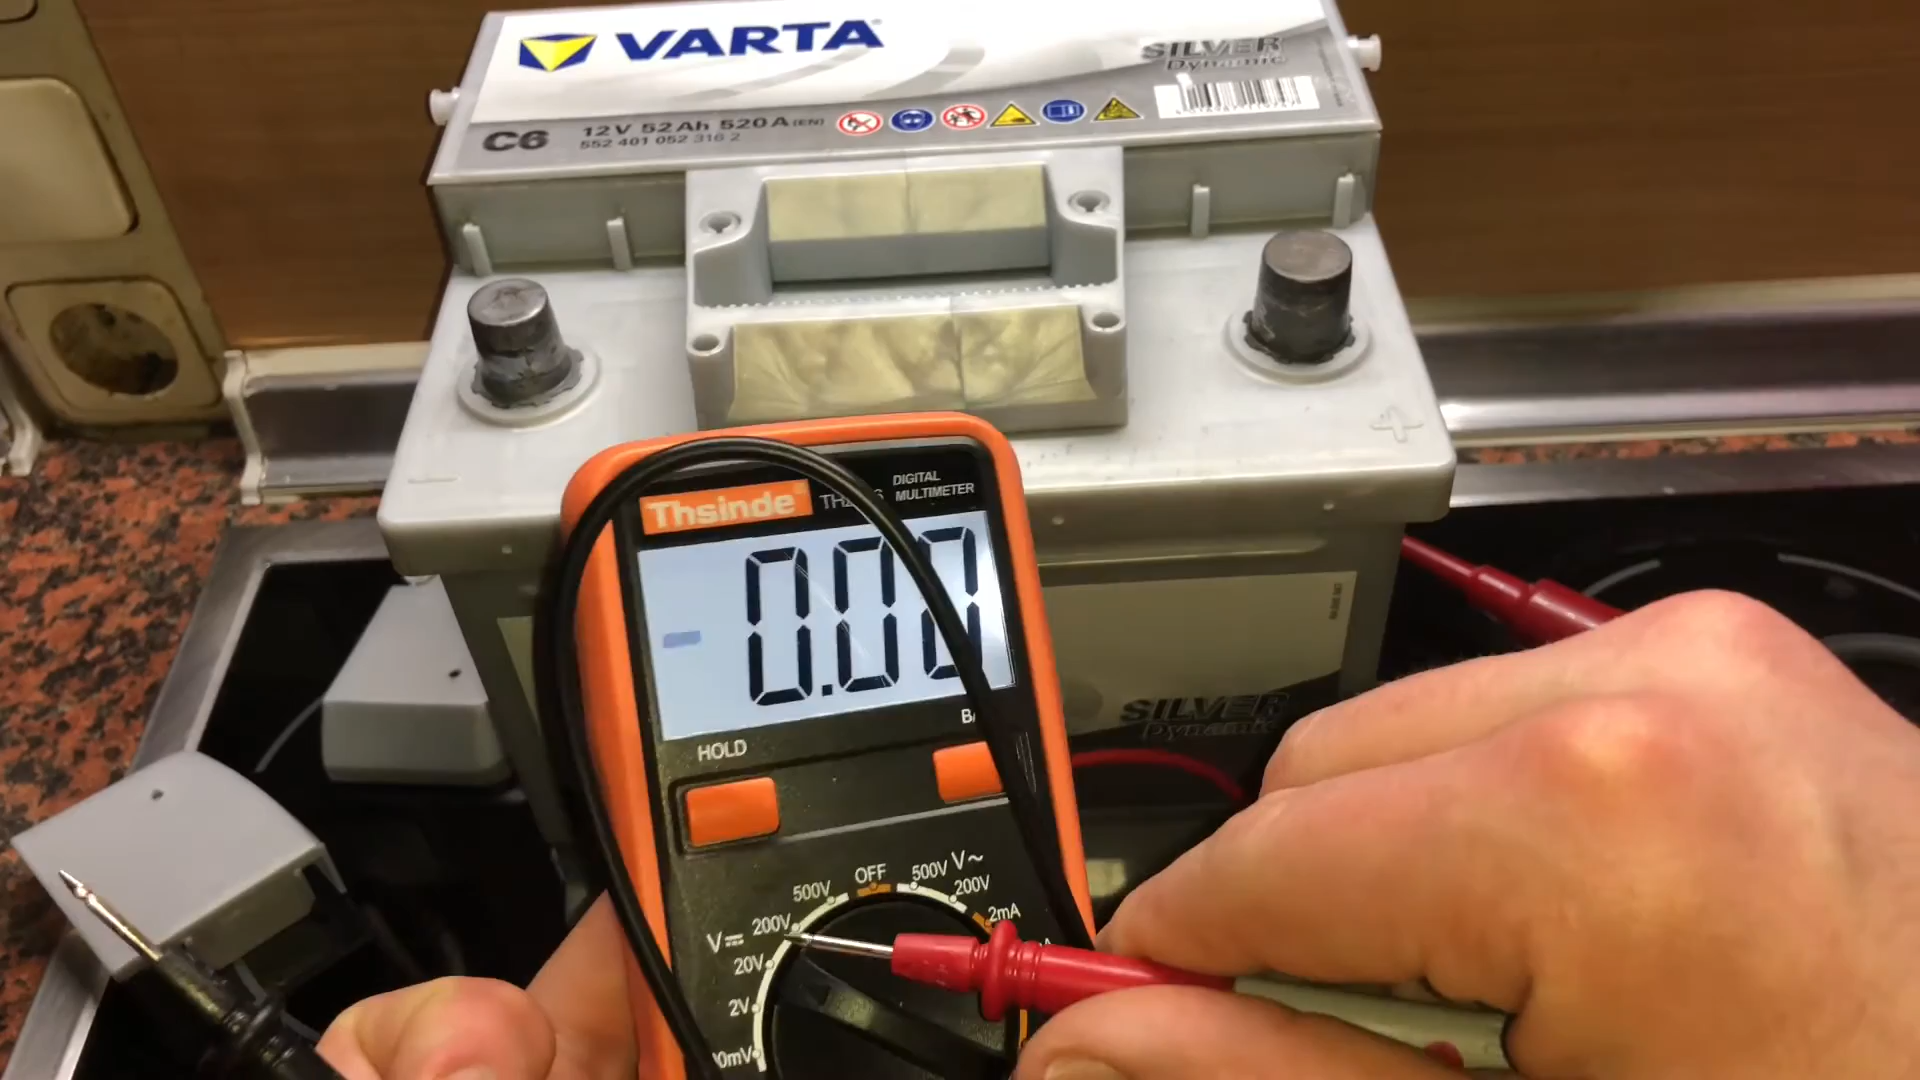 VARTA
SILVER
Dynamic
C6
12V 52Ah 520A (EN)
552 401 052 316 2
Thsinde
DIGITAL
MULTIMETER
- 0.00
HOLD
SILVER
Dynamic
OFF
500V
500V V~
200V
200V
2mA
V⎓
20V
2V